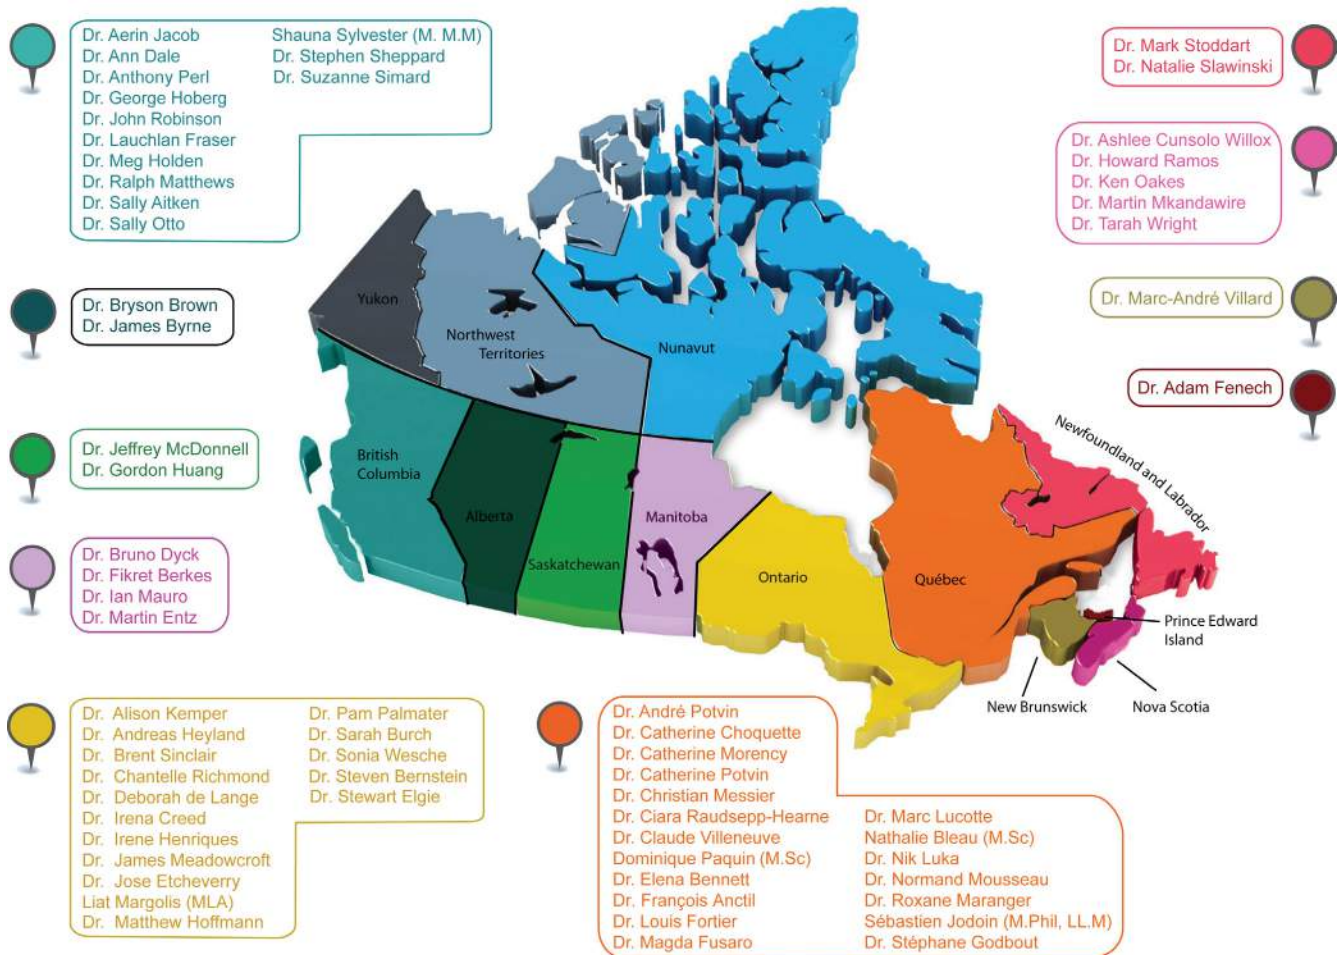 Dr. Aerin Jacob
Dr. Ann Dale
Dr. Anthony Perl
Dr. George Hoberg
Dr. John Robinson
Dr. Lauchlan Fraser
Dr. Meg Holden
Dr. Ralph Matthews
Dr. Sally Aitken
Dr. Sally Otto
Shauna Sylvester (M. M.M)
Dr. Stephen Sheppard
Dr. Suzanne Simard
Dr. Mark Stoddart
Dr. Natalie Slawinski
Dr. Ashlee Cunsolo Willox
Dr. Howard Ramos
Dr. Ken Oakes
Dr. Martin Mkandawire
Dr. Tarah Wright
Dr. Bryson Brown
Dr. James Byrne
Dr. Marc-André Villard
Dr. Adam Fenech
Dr. Jeffrey McDonnell
Dr. Gordon Huang
Dr. Bruno Dyck
Dr. Fikret Berkes
Dr. Ian Mauro
Dr. Martin Entz
Yukon
Northwest
Territories
Nunavut
British
Columbia
Alberta
Saskatchewan
Manitoba
Ontario
Québec
Newfoundland and Labrador
Prince Edward
Island
New Brunswick
Nova Scotia
Dr. Alison Kemper
Dr. Andreas Heyland
Dr. Brent Sinclair
Dr. Chantelle Richmond
Dr. Deborah de Lange
Dr. Irena Creed
Dr. Irene Henriques
Dr. James Meadowcroft
Dr. Jose Etcheverry
Liat Margolis (MLA)
Dr. Matthew Hoffmann
Dr. Pam Palmater
Dr. Sarah Burch
Dr. Sonia Wesche
Dr. Steven Bernstein
Dr. Stewart Elgie
Dr. André Potvin
Dr. Catherine Choquette
Dr. Catherine Morency
Dr. Catherine Potvin
Dr. Christian Messier
Dr. Ciara Raudsepp-Hearne
Dr. Claude Villeneuve
Dominique Paquin (M.Sc)
Dr. Elena Bennett
Dr. François Anctil
Dr. Louis Fortier
Dr. Magda Fusaro
Dr. Marc Lucotte
Nathalie Bleau (M.Sc)
Dr. Nik Luka
Dr. Normand Mousseau
Dr. Roxane Maranger
Sébastien Jodoin (M.Phil, LL.M)
Dr. Stéphane Godbout